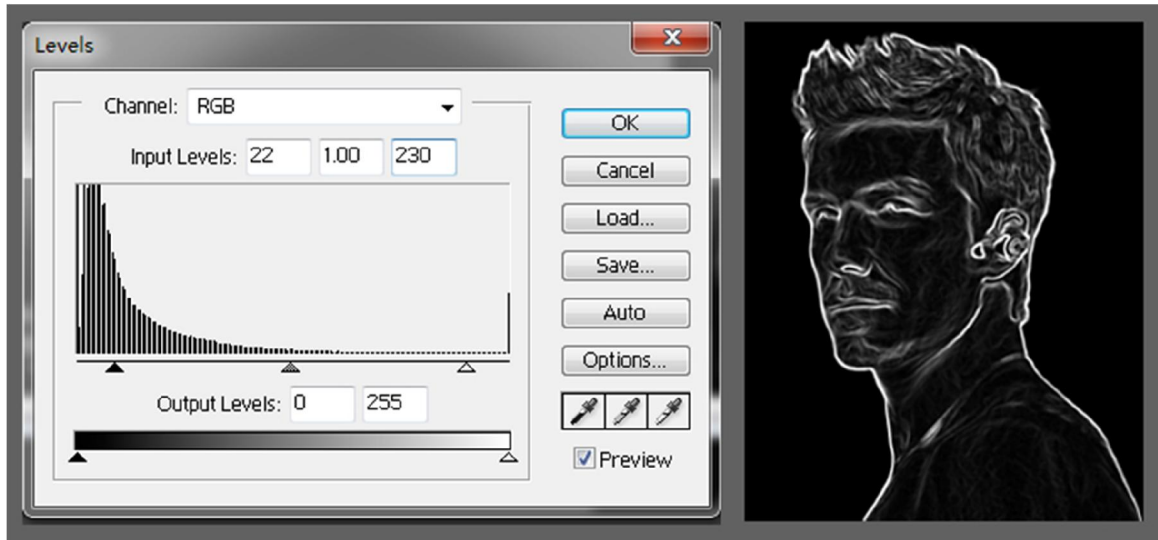 Levels
Channel: RGB
Input Levels: 22 1.00 230
Output Levels: 0 255
OK
Cancel
Load...
Save...
Auto
Options...
Preview